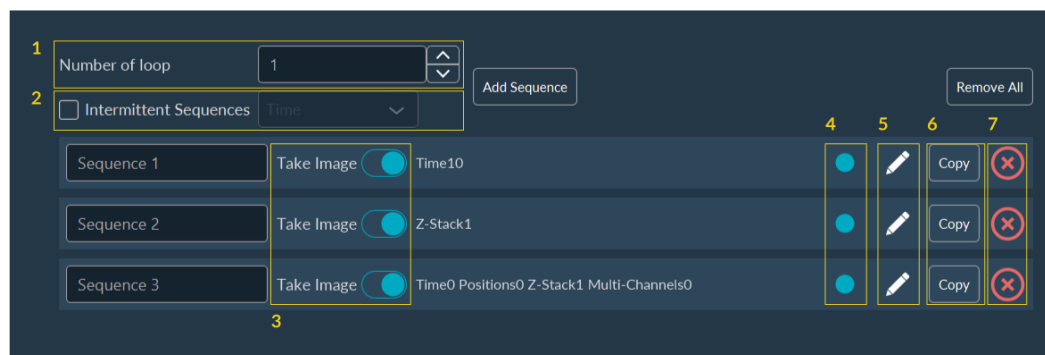 1
Number of loop 1
Add Sequence
Remove All
2
Intermittent Sequences Time
4 5 6 7
Sequence 1 Take Image Time10 Copy
Sequence 2 Take Image Z-Stack1 Copy
Sequence 3 Take Image Time0 Positions0 Z-Stack1 Multi-Channels0 Copy
3